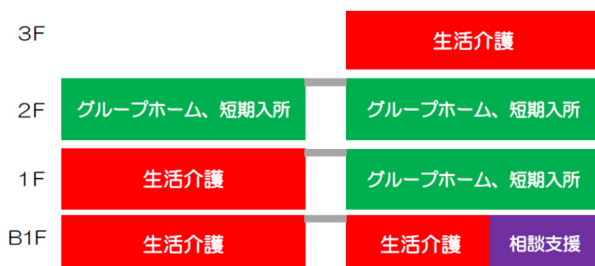 3F
生活介護
2F
グループホーム、短期入所
グループホーム、短期入所
1F
生活介護
グループホーム、短期入所
B1F
生活介護
生活介護
相談支援